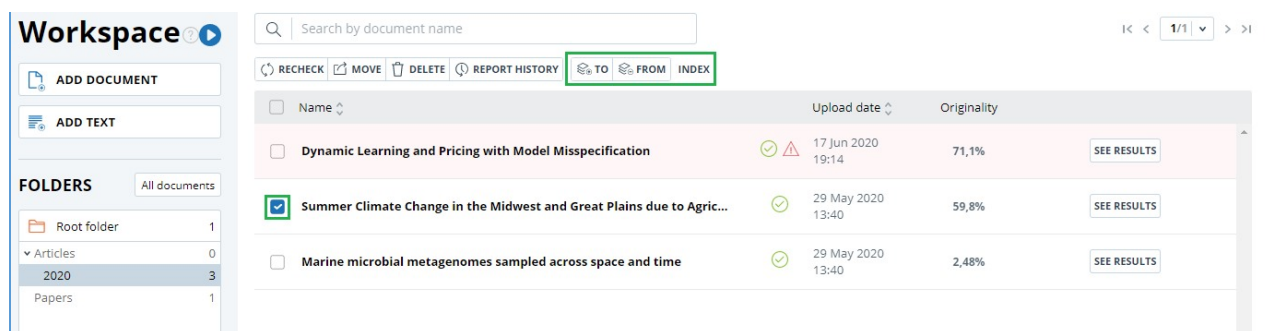 Workspace ?
Search by document name
1/1
ADD DOCUMENT
ADD TEXT
RECHECK MOVE DELETE REPORT HISTORY TO FROM INDEX
Name Upload date Originality
Dynamic Learning and Pricing with Model Misspecification 17 Jun 2020 19:14 71,1% SEE RESULTS
Summer Climate Change in the Midwest and Great Plains due to Agric... 29 May 2020 13:40 59,8% SEE RESULTS
Marine microbial metagenomes sampled across space and time 29 May 2020 13:40 2,48% SEE RESULTS
FOLDERS All documents
Root folder 1
Articles 0
2020 3
Papers 1